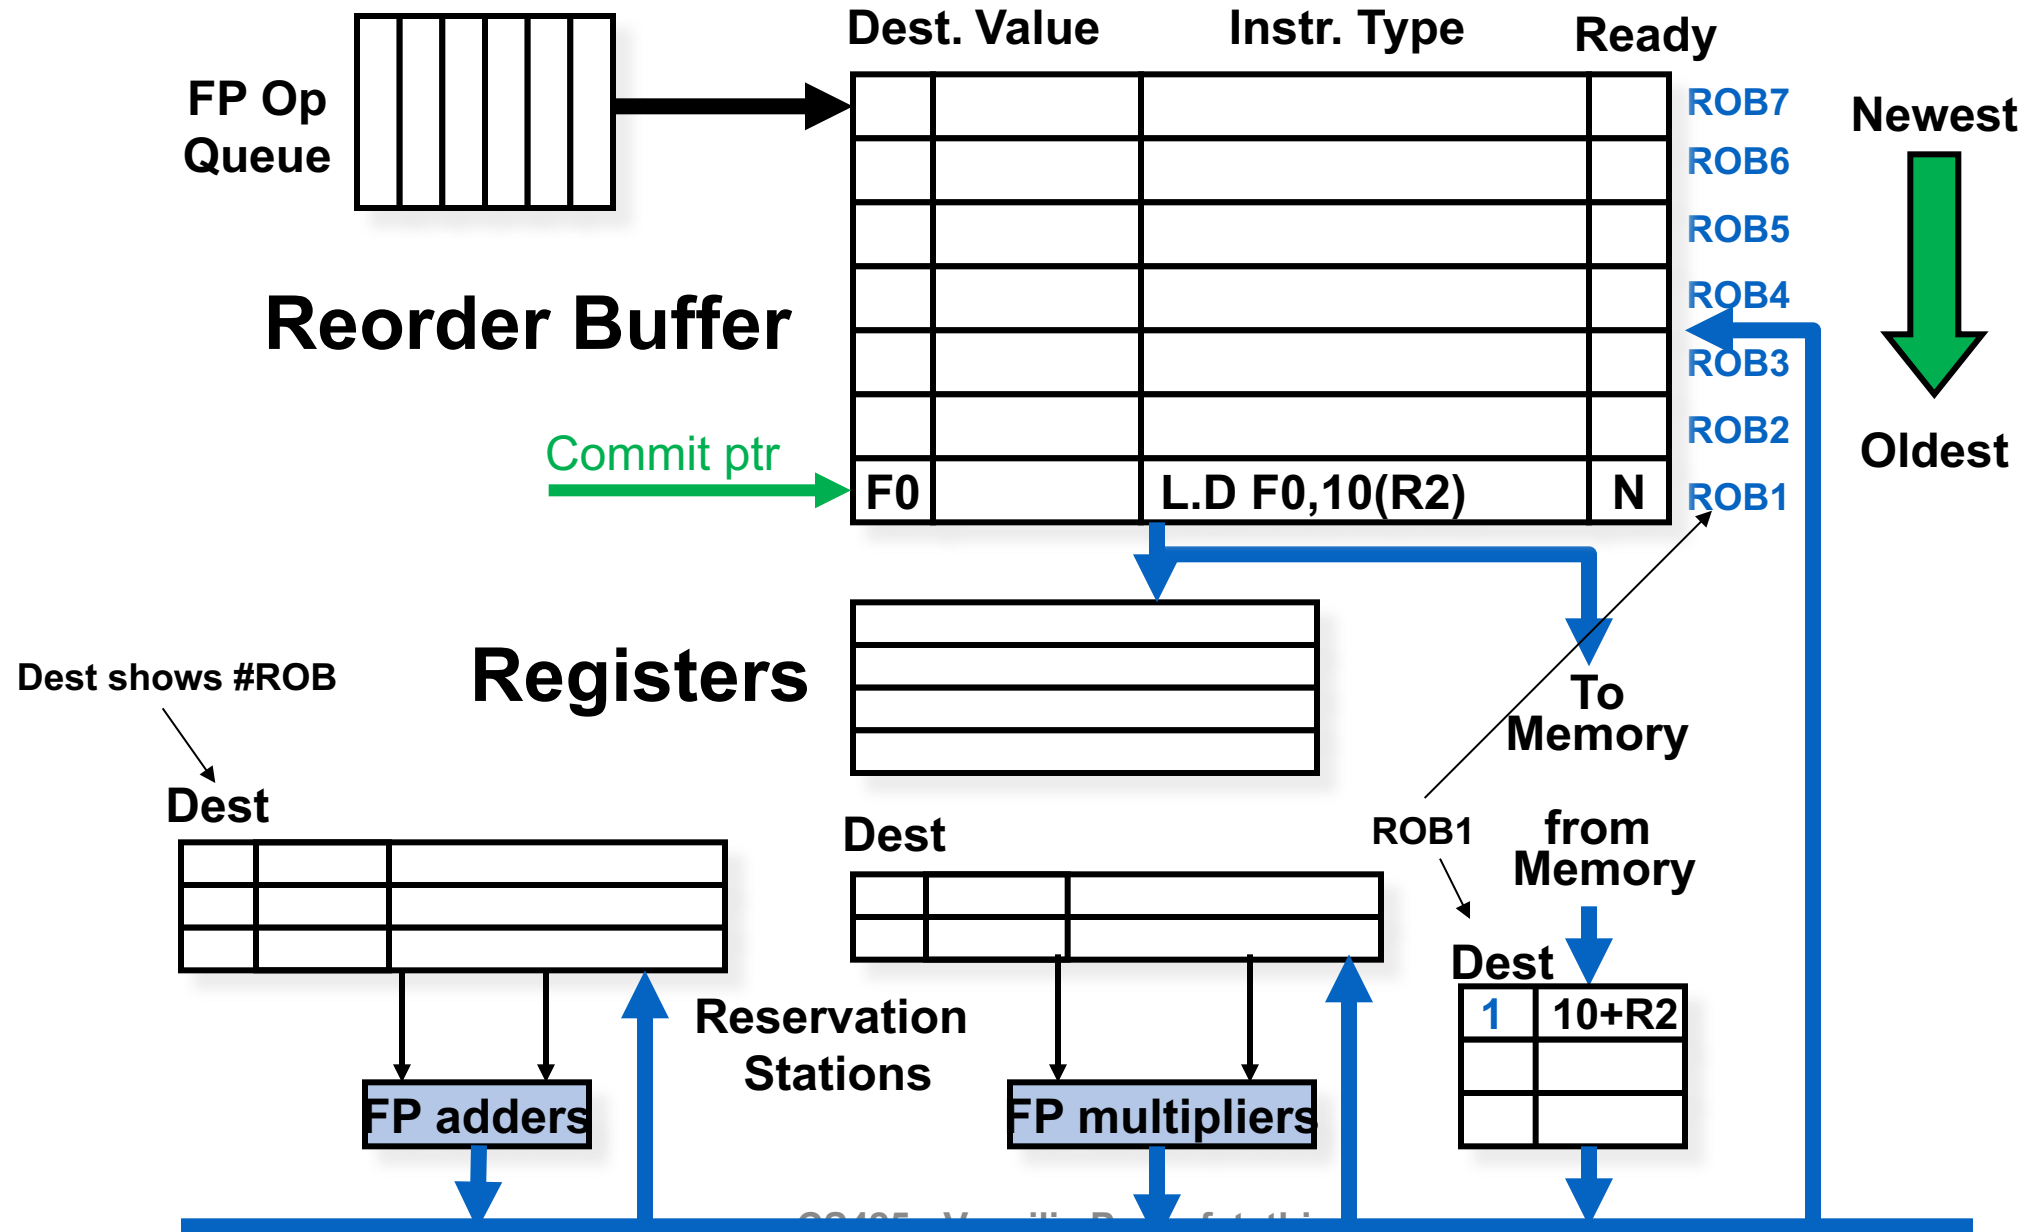 Dest. Value
Instr. Type
Ready
FP Op
Queue
ROB7
Newest
ROB6
ROB5
Reorder Buffer
ROB4
ROB3
ROB2
Oldest
Commit ptr
F0
L.D F0,10(R2)
N
ROB1
Registers
Dest shows #ROB
To
Memory
Dest
Dest
ROB1
from
Memory
Dest
1
10+R2
Reservation
Stations
FP adders
FP multipliers